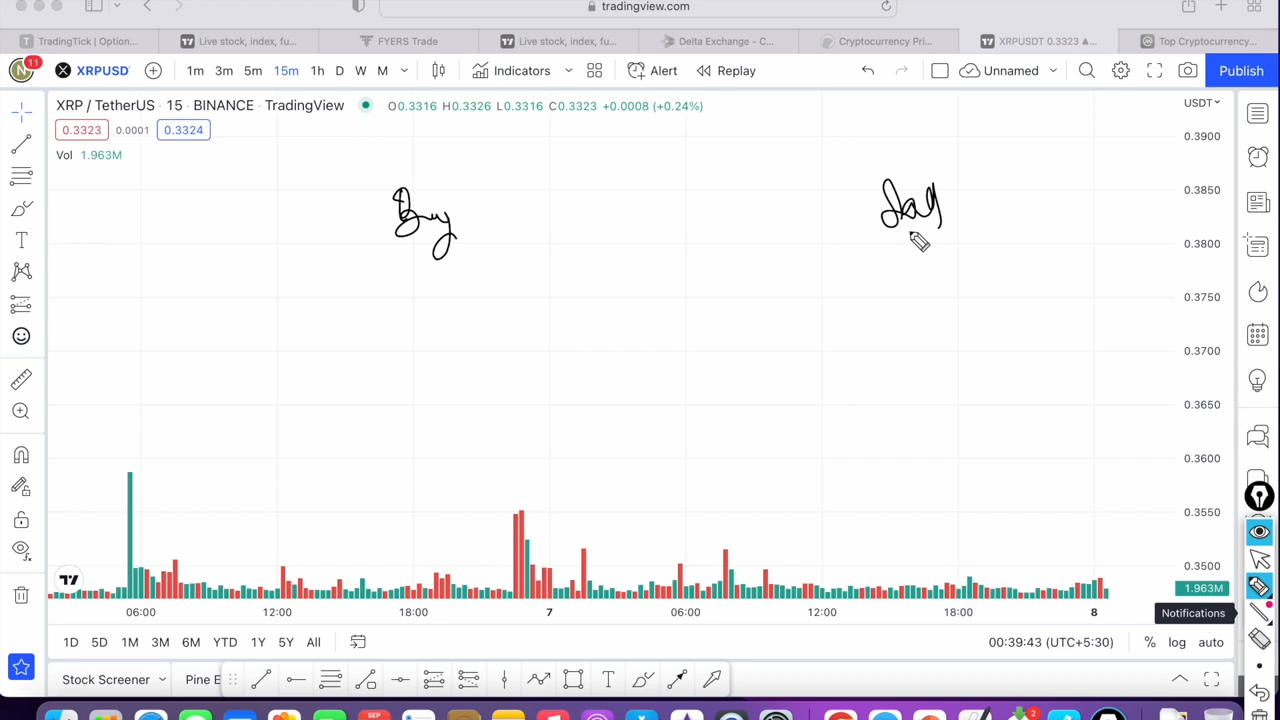 tradingview.com
TradingTick | Option...
Live stock, index, fu...
FYERS Trade
Live stock, index, fu...
Delta Exchange - C...
Cryptocurrency Pri...
XRPUSDT 0.3323 ▲...
Top Cryptocurrency...
N 11 XRPUSD 1m 3m 5m 15m 1h D W M Indicators Alert Replay Unnamed Publish
XRP / TetherUS · 15 · BINANCE · TradingView O0.3316 H0.3326 L0.3316 C0.3323 +0.0008 (+0.24%) USDT
0.3323 0.0001 0.3324
Vol 1.963M
0.3900
0.3850
Buy
0.3800
0.3750
0.3700
0.3650
0.3600
0.3550
0.3500
1.963M
06:00 12:00 18:00 7 06:00 12:00 18:00 8
Notifications
1D 5D 1M 3M 6M YTD 1Y 5Y All 00:39:43 (UTC+5:30) % log auto
Stock Screener Pine E
SEP 2